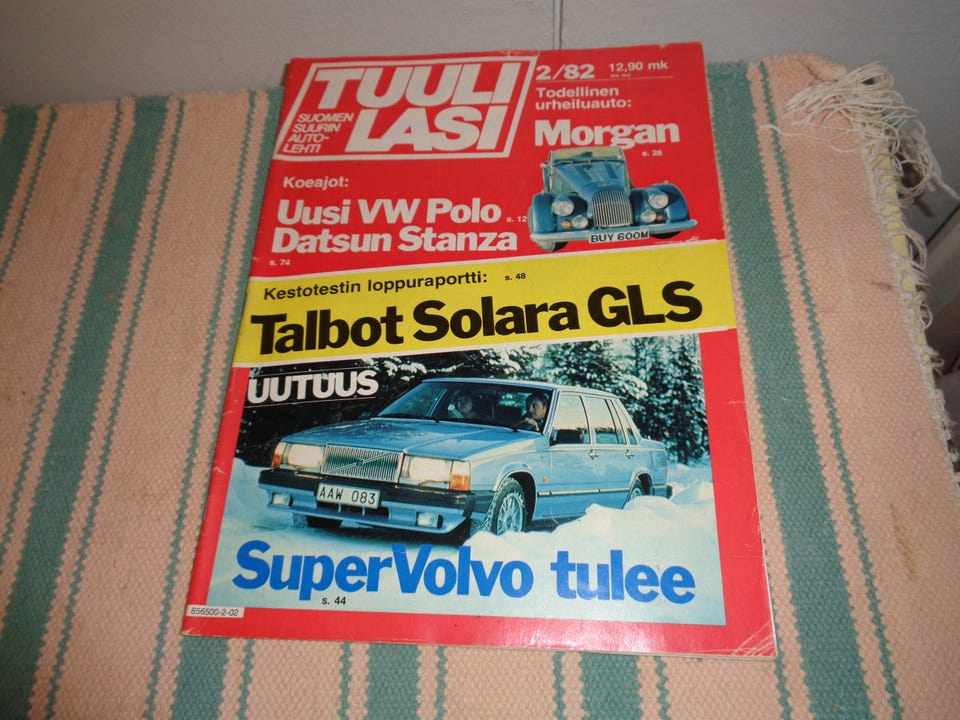 TUULI
LASI
SUOMEN
SUURIN
AUTO-
LEHTI
2/82 12,90 mk
Todellinen
urheiluauto:
Morgan
s. 26
BUY 600M
Koeajot:
Uusi VW Polo s. 12
Datsun Stanza
s. 74
Kestotestin loppuraportti: s. 48
Talbot Solara GLS
UUTUUS
AAW 083
SuperVolvo tulee
s. 44
856500-2-02